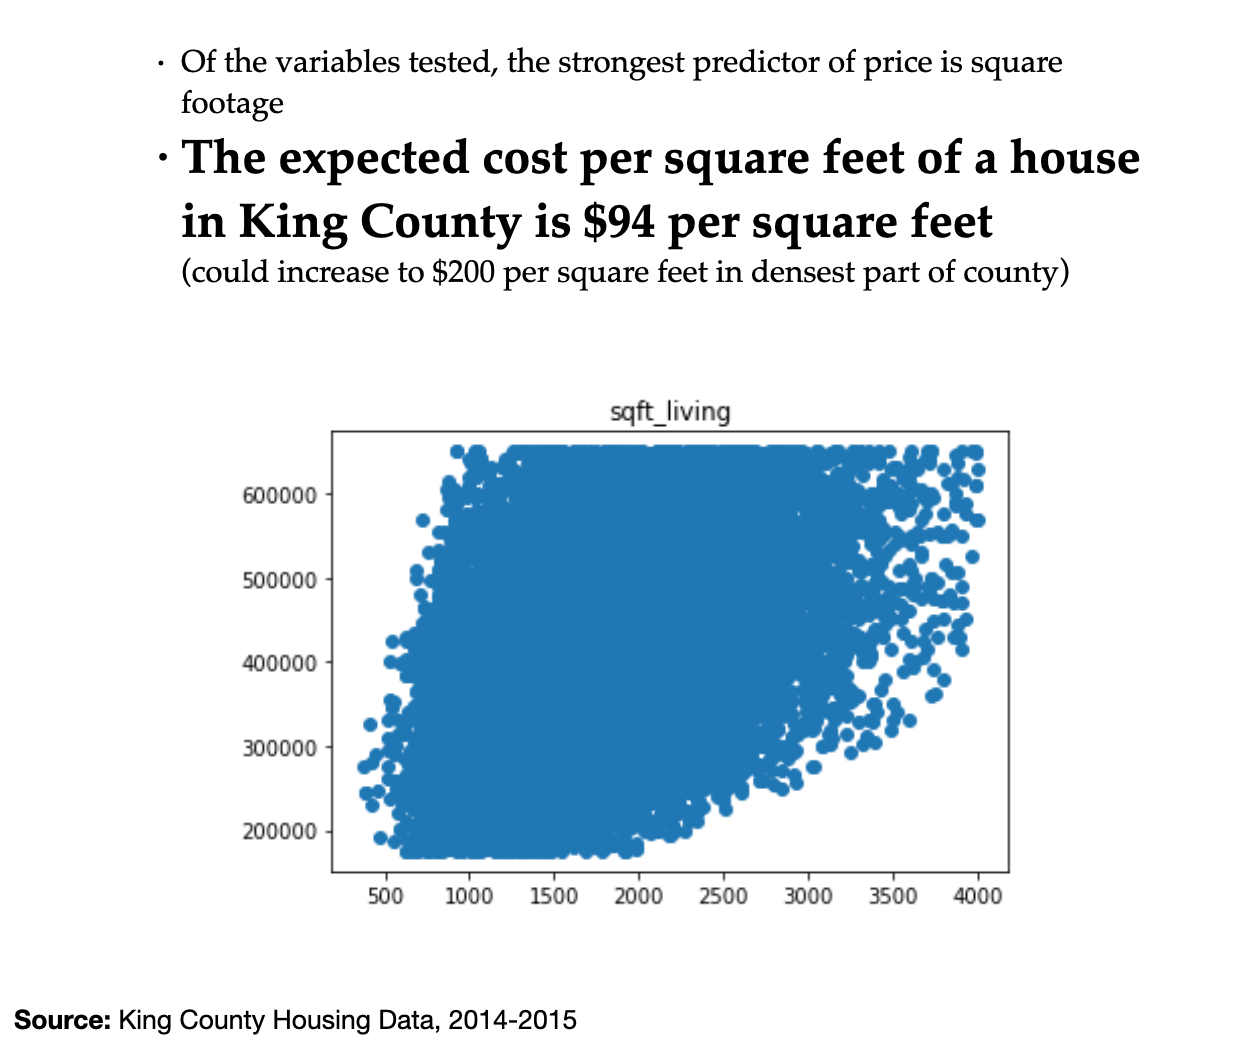 · Of the variables tested, the strongest predictor of price is square
footage
· The expected cost per square feet of a house
in King County is $94 per square feet
(could increase to $200 per square feet in densest part of county)
sqft_living
600000
500000
400000
300000
200000
500 1000 1500 2000 2500 3000 3500 4000
Source: King County Housing Data, 2014-2015